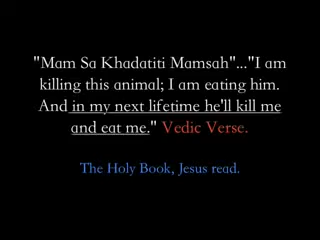 "Mam Sa Khadatiti Mamsah"..."I am
killing this animal; I am eating him.
And in my next lifetime he'll kill me
and eat me." Vedic Verse.
The Holy Book, Jesus read.